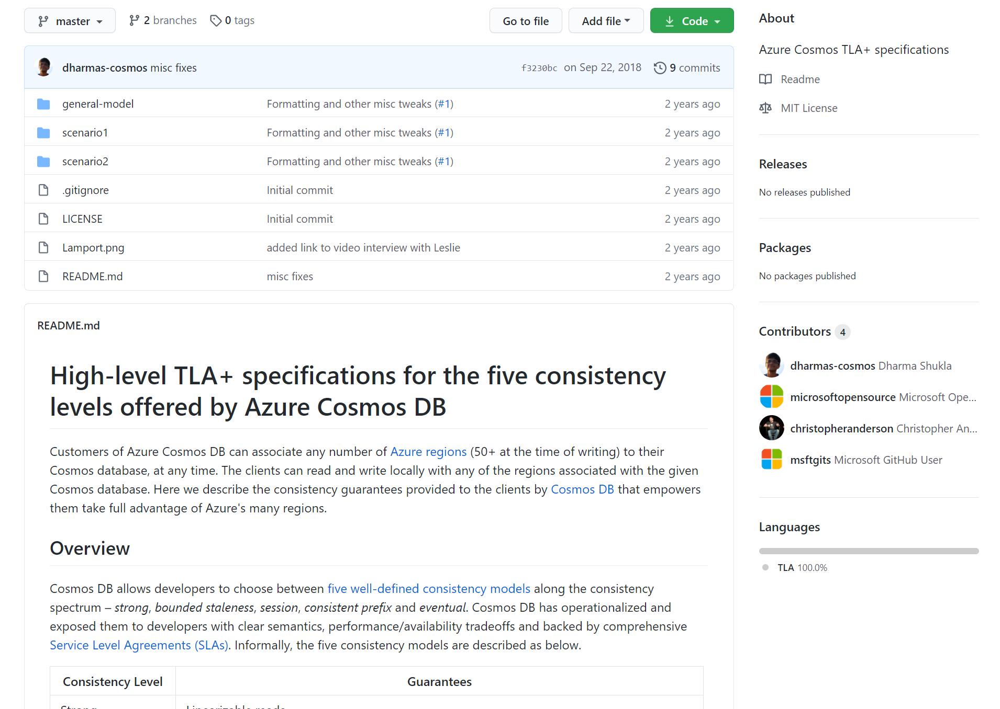 master
2 branches
0 tags
Go to file
Add file
Code
dharmas-cosmos misc fixes
f3230bc on Sep 22, 2018
9 commits
general-model Formatting and other misc tweaks (#1) 2 years ago
scenario1 Formatting and other misc tweaks (#1) 2 years ago
scenario2 Formatting and other misc tweaks (#1) 2 years ago
.gitignore Initial commit 2 years ago
LICENSE Initial commit 2 years ago
Lamport.png added link to video interview with Leslie 2 years ago
README.md misc fixes 2 years ago
README.md
High-level TLA+ specifications for the five consistency
levels offered by Azure Cosmos DB
Customers of Azure Cosmos DB can associate any number of Azure regions (50+ at the time of writing) to their
Cosmos database, at any time. The clients can read and write locally with any of the regions associated with the given
Cosmos database. Here we describe the consistency guarantees provided to the clients by Cosmos DB that empowers
them take full advantage of Azure's many regions.
Overview
Cosmos DB allows developers to choose between five well-defined consistency models along the consistency
spectrum – strong, bounded staleness, session, consistent prefix and eventual. Cosmos DB has operationalized and
exposed them to developers with clear semantics, performance/availability tradeoffs and backed by comprehensive
Service Level Agreements (SLAs). Informally, the five consistency models are described as below.
Consistency Level Guarantees
Strong Linearizable reads
About
Azure Cosmos TLA+ specifications
Readme
MIT License
Releases
No releases published
Packages
No packages published
Contributors 4
dharmas-cosmos Dharma Shukla
microsoftopensource Microsoft Ope...
christopheranderson Christopher An...
msftgits Microsoft GitHub User
Languages
TLA 100.0%